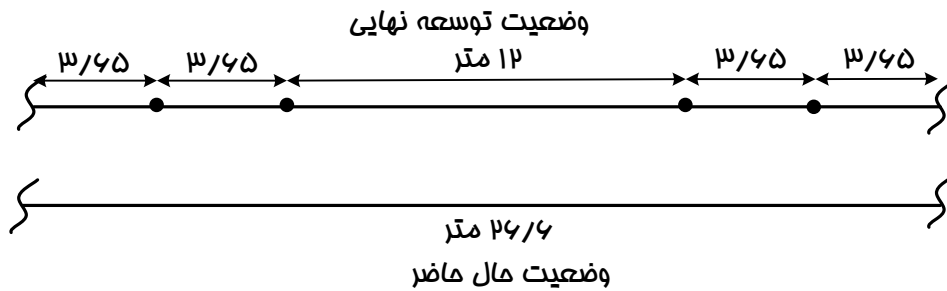 وضعیت توسعه نهایی
۳/۶۵ ۳/۶۵ ۱۲ متر ۳/۶۵ ۳/۶۵
۲۶/۶ متر
وضعیت حال حاضر